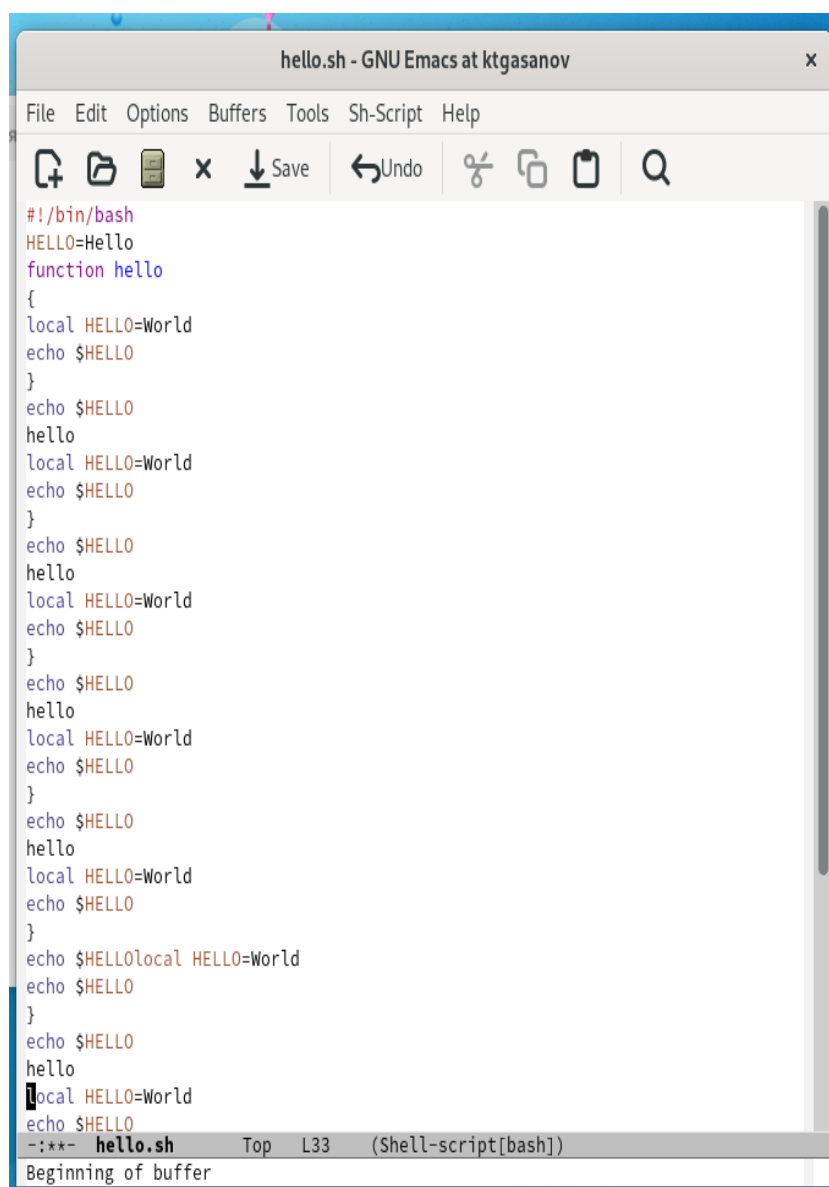 hello.sh - GNU Emacs at ktgasanov
File Edit Options Buffers Tools Sh-Script Help
Save Undo
#!/bin/bash
HELLO=Hello
function hello
{
local HELLO=World
echo $HELLO
}
echo $HELLO
hello
local HELLO=World
echo $HELLO
}
echo $HELLO
hello
local HELLO=World
echo $HELLO
}
echo $HELLO
hello
local HELLO=World
echo $HELLO
}
echo $HELLO
hello
local HELLO=World
echo $HELLO
}
echo $HELLOlocal HELLO=World
echo $HELLO
}
echo $HELLO
hello
local HELLO=World
echo $HELLO
-:**- hello.sh Top L33 (Shell-script[bash])
Beginning of buffer